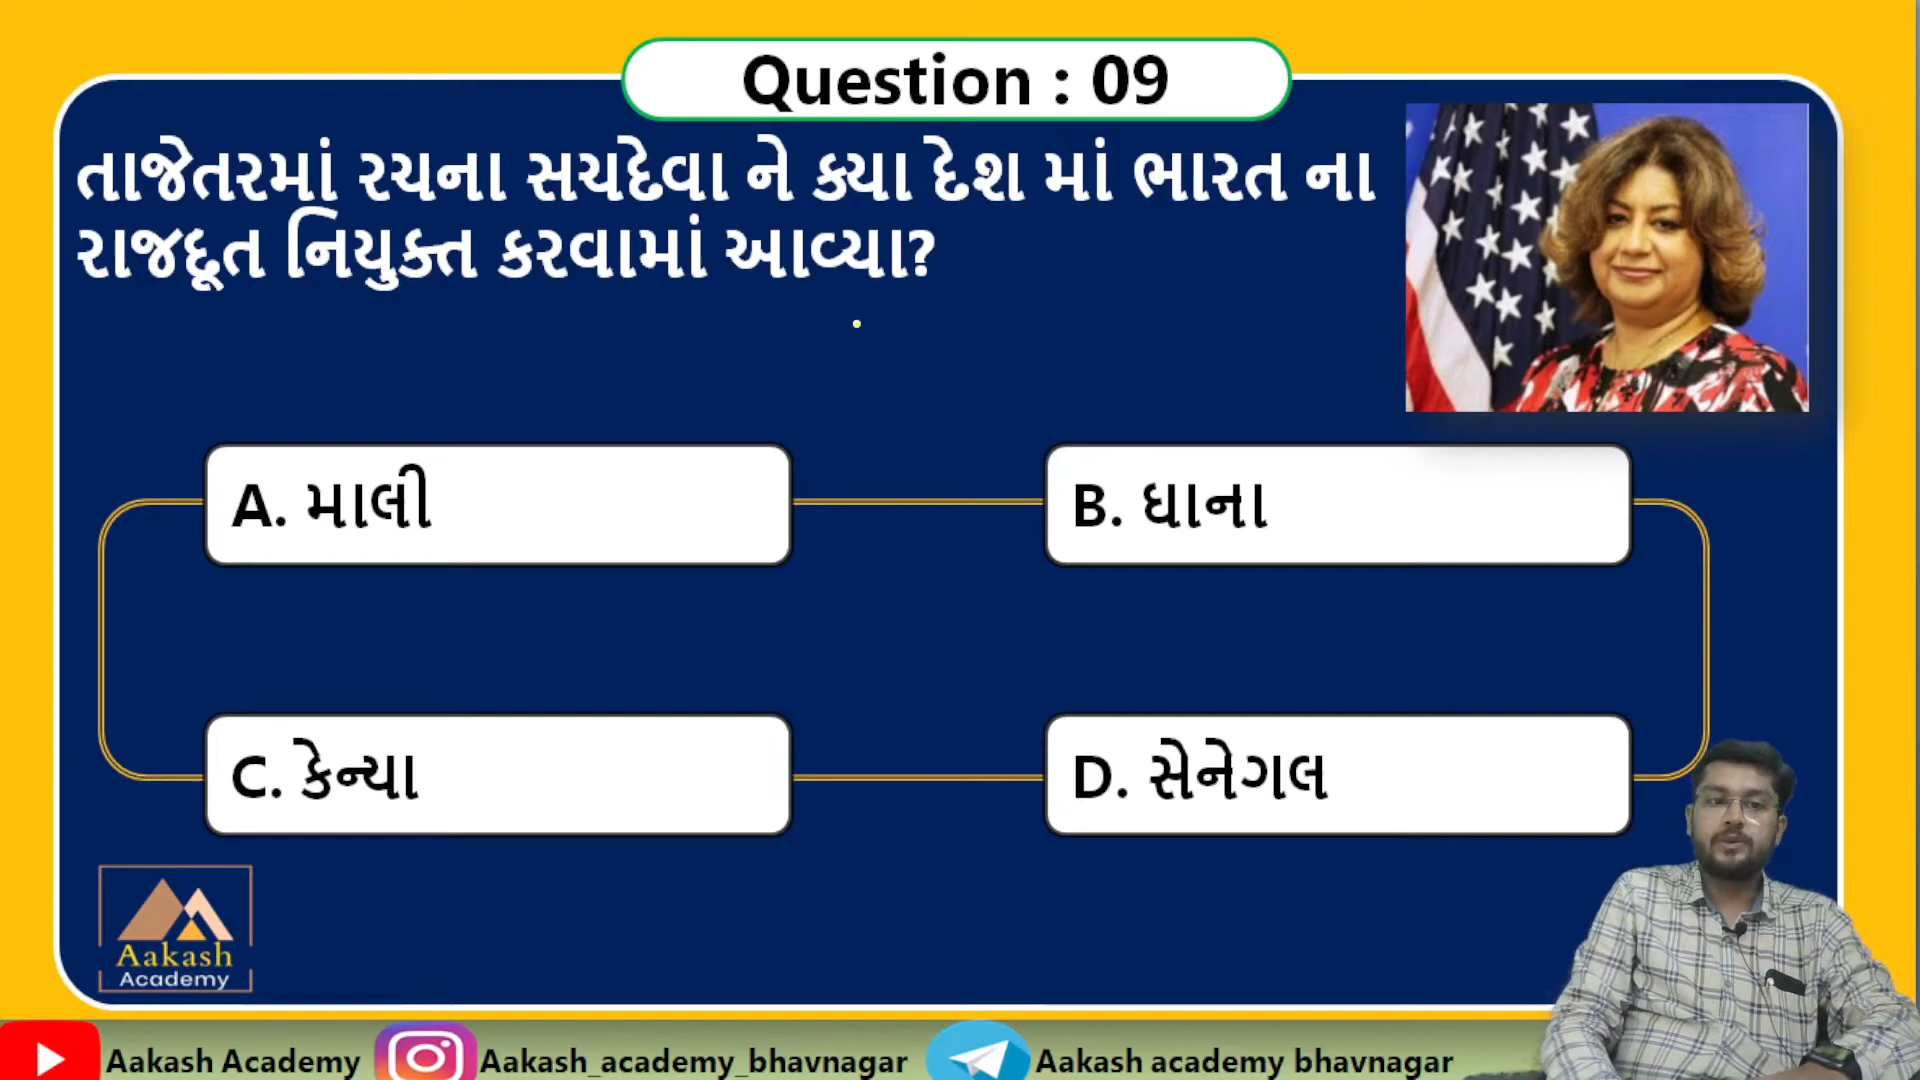 Question : 09
તાજેતરમાં રચના સચદેવા ને ક્યા દેશ માં ભારત ના
રાજદૂત નિયુક્ત કરવામાં આવ્યા?
A. માલી
B. ઘાના
C. કેન્યા
D. સેનેગલ
Aakash
Academy
Aakash Academy
Aakash_academy_bhavnagar
Aakash academy bhavnagar